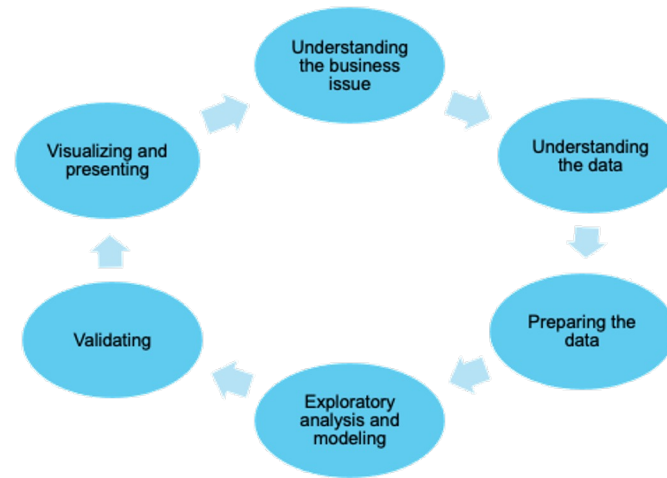 Understanding
the business
issue
Understanding
the data
Preparing the
data
Exploratory
analysis and
modeling
Validating
Visualizing and
presenting